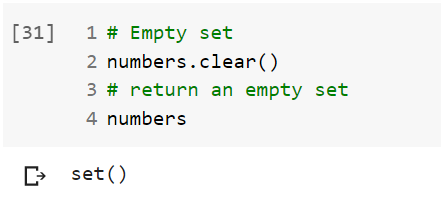 [31] 1 # Empty set
2 numbers.clear()
3 # return an empty set
4 numbers
set()